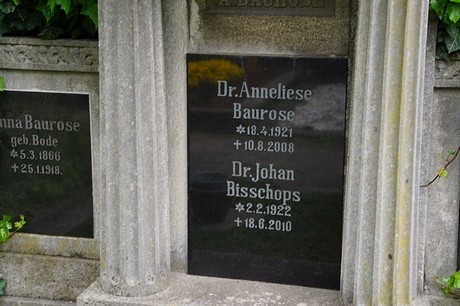 BAUROSE
nna Baurose
geb.Bode
✳5.3.1866
+25.1.1918.
Dr.Anneliese
Baurose
✳18.4.1921
+10.8.2008
Dr.Johan
Bisschops
✳2.2.1922
+18.6.2010